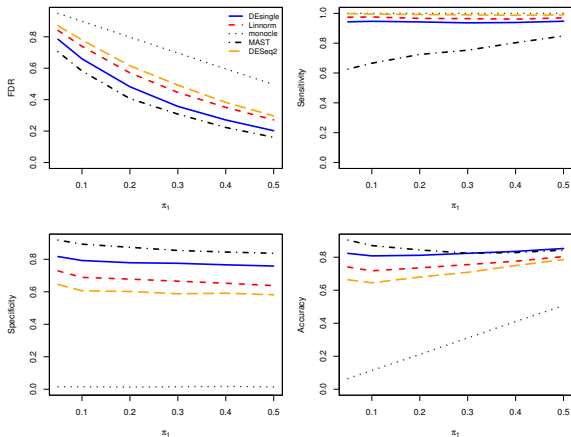 FDR
0.0 0.2 0.4 0.6 0.8
DEsingle
Linnorm
monocle
MAST
DESeq2
0.1 0.2 0.3 0.4 0.5
π1
Sensitivity
0.0 0.2 0.4 0.6 0.8 1.0
0.1 0.2 0.3 0.4 0.5
π1
Specificity
0.0 0.2 0.4 0.6 0.8
0.1 0.2 0.3 0.4 0.5
π1
Accuracy
0.0 0.2 0.4 0.6 0.8
0.1 0.2 0.3 0.4 0.5
π1